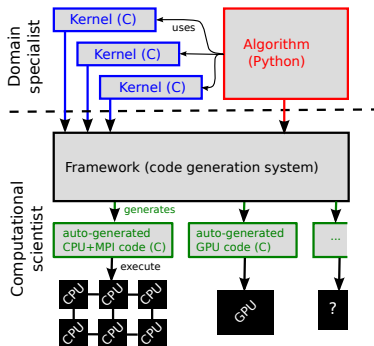 Domain
specialist
Kernel (C)
uses
Kernel (C)
Kernel (C)
Algorithm
(Python)
Computational
scientist
Framework (code generation system)
generates
auto-generated
CPU+MPI code (C)
auto-generated
GPU code (C)
...
execute
CPU
CPU
CPU
CPU
CPU
CPU
GPU
?